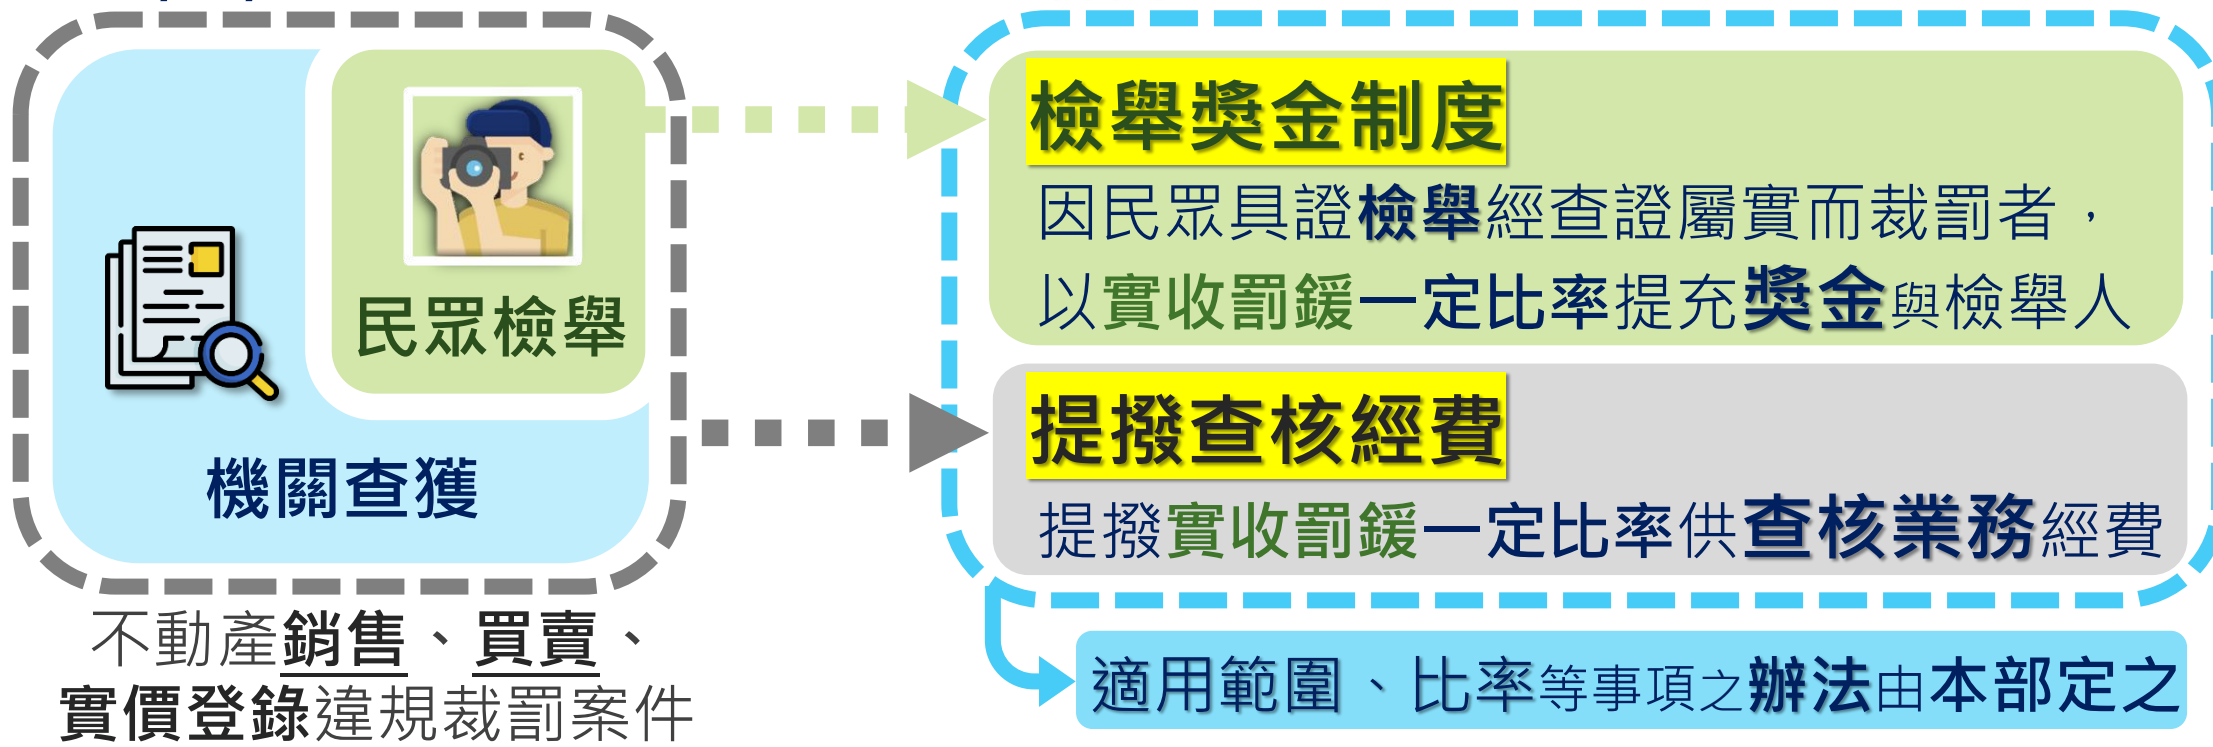 民眾檢舉
機關查獲
不動產銷售、買賣、
實價登錄違規裁罰案件
檢舉獎金制度
因民眾具證檢舉經查證屬實而裁罰者，
以實收罰鍰一定比率提充獎金與檢舉人
提撥查核經費
提撥實收罰鍰一定比率供查核業務經費
適用範圍、比率等事項之辦法由本部定之